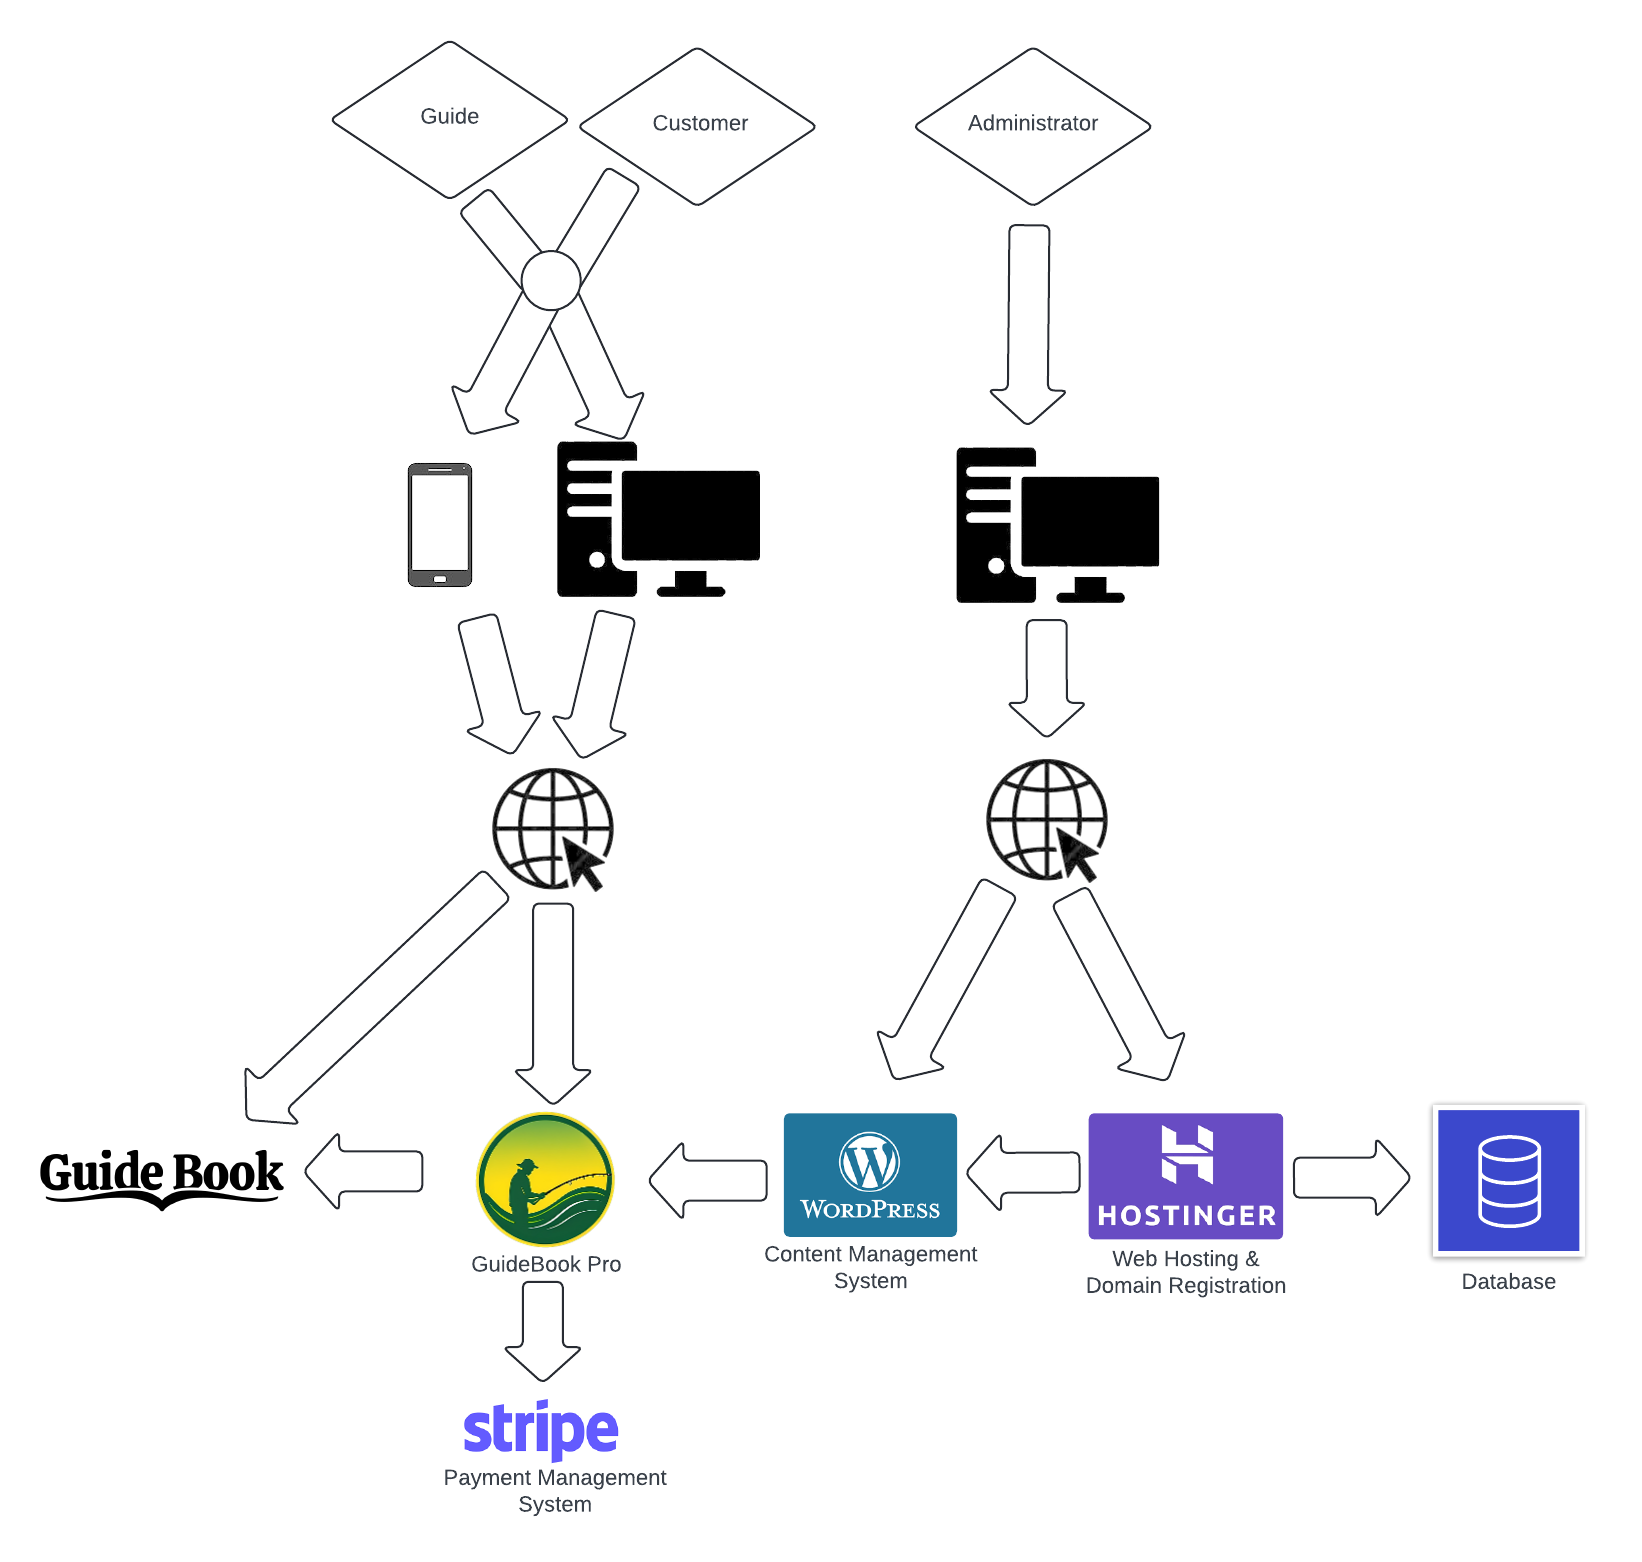 Guide
Customer
Administrator
Guide Book
GuideBook Pro
WORDPRESS
Content Management
System
HOSTINGER
Web Hosting &
Domain Registration
Database
stripe
Payment Management
System